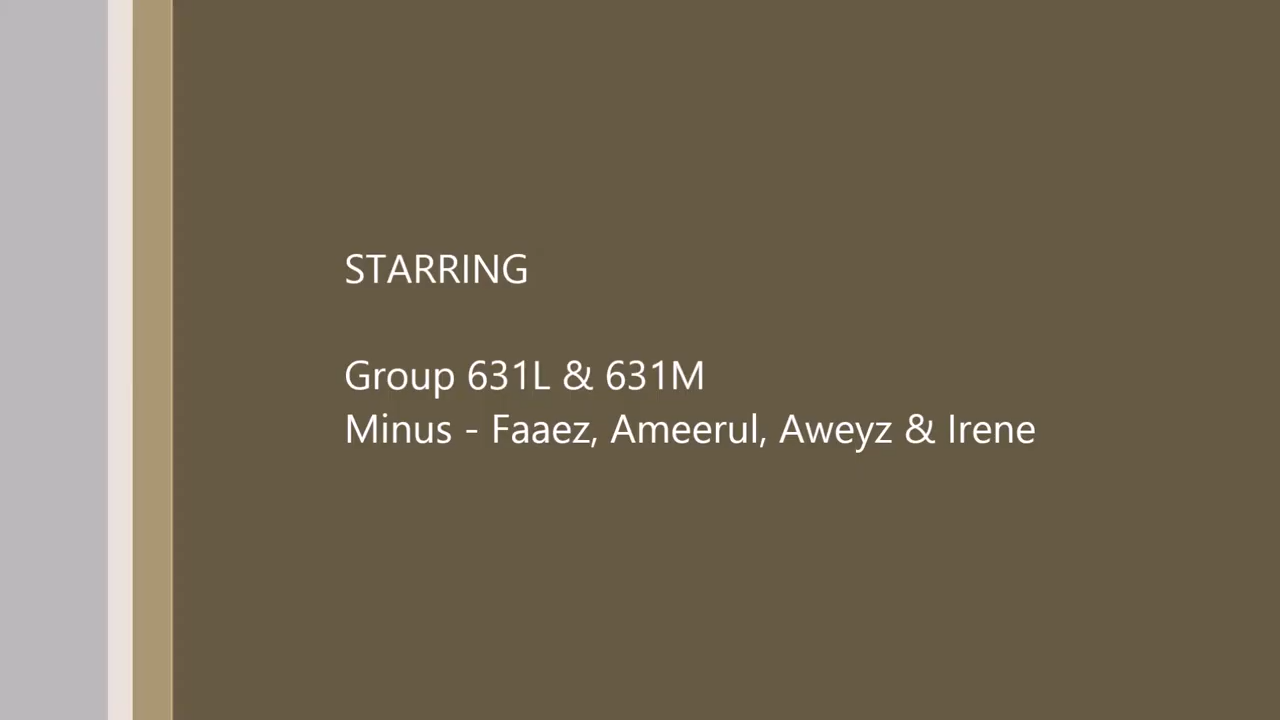 STARRING
Group 631L & 631M
Minus - Faaez, Ameerul, Aweyz & Irene